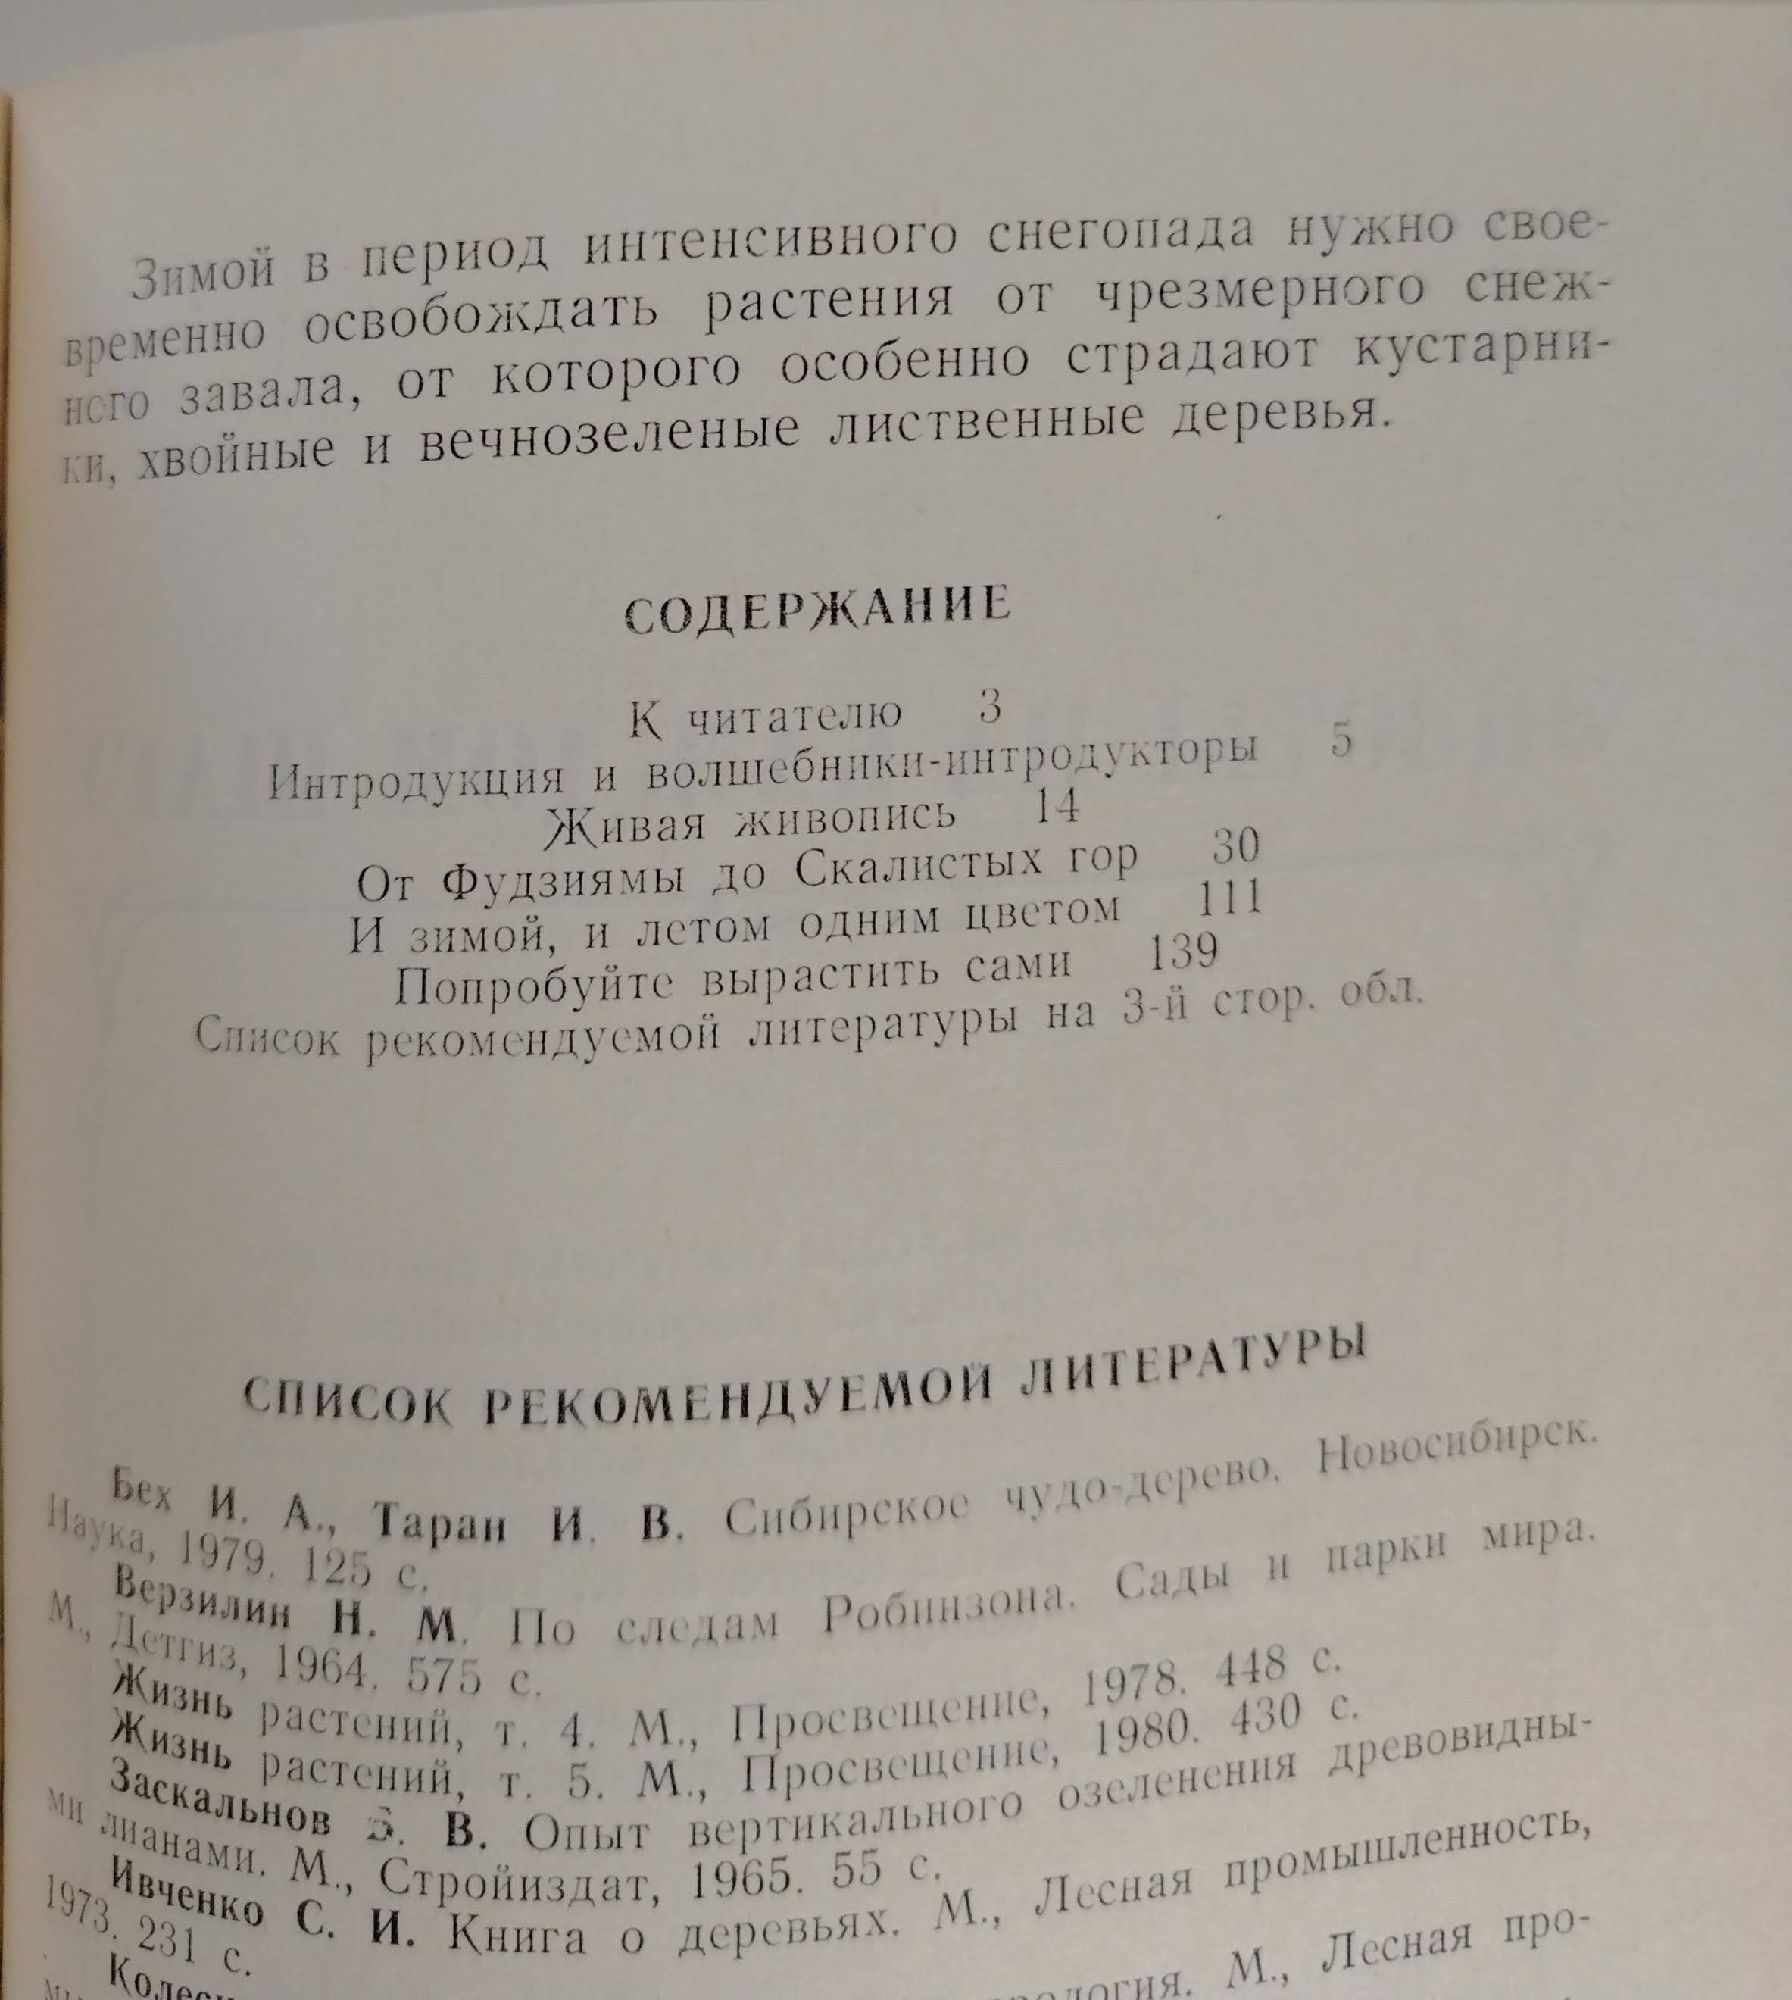 Зимой в период интенсивного снегопада нужно свое-
временно освобождать растения от чрезмерного снеж-
ного завала, от которого особенно страдают кустарни-
ки, хвойные и вечнозеленые лиственные деревья.
СОДЕРЖАНИЕ
К читателю 3
Интродукция и волшебники-интродукторы 5
Живая живопись 14
От Фудзиямы до Скалистых гор 30
И зимой, и летом одним цветом 111
Попробуйте вырастить сами 139
Список рекомендуемой литературы на 3-й стор. обл.
СПИСОК РЕКОМЕНДУЕМОЙ ЛИТЕРАТУРЫ
Бех И. А., Таран И. В. Сибирское чудо-дерево. Новосибирск.
Наука, 1979. 125 с.
Верзилин Н. М. По следам Робинзона. Сады и парки мира.
М., Детгиз, 1964. 575 с.
Жизнь растений, т. 4. М., Просвещение, 1978. 448 с.
Жизнь растений, т. 5. М., Просвещение, 1980. 430 с.
Заскальнов В. Опыт вертикального озеленения древовидны-
ми лианами. М., Стройиздат, 1965. 55 с.
Ивченко С. И. Книга о деревьях. М., Лесная промышленность,
1973. 231 с.
М., Лесная про-